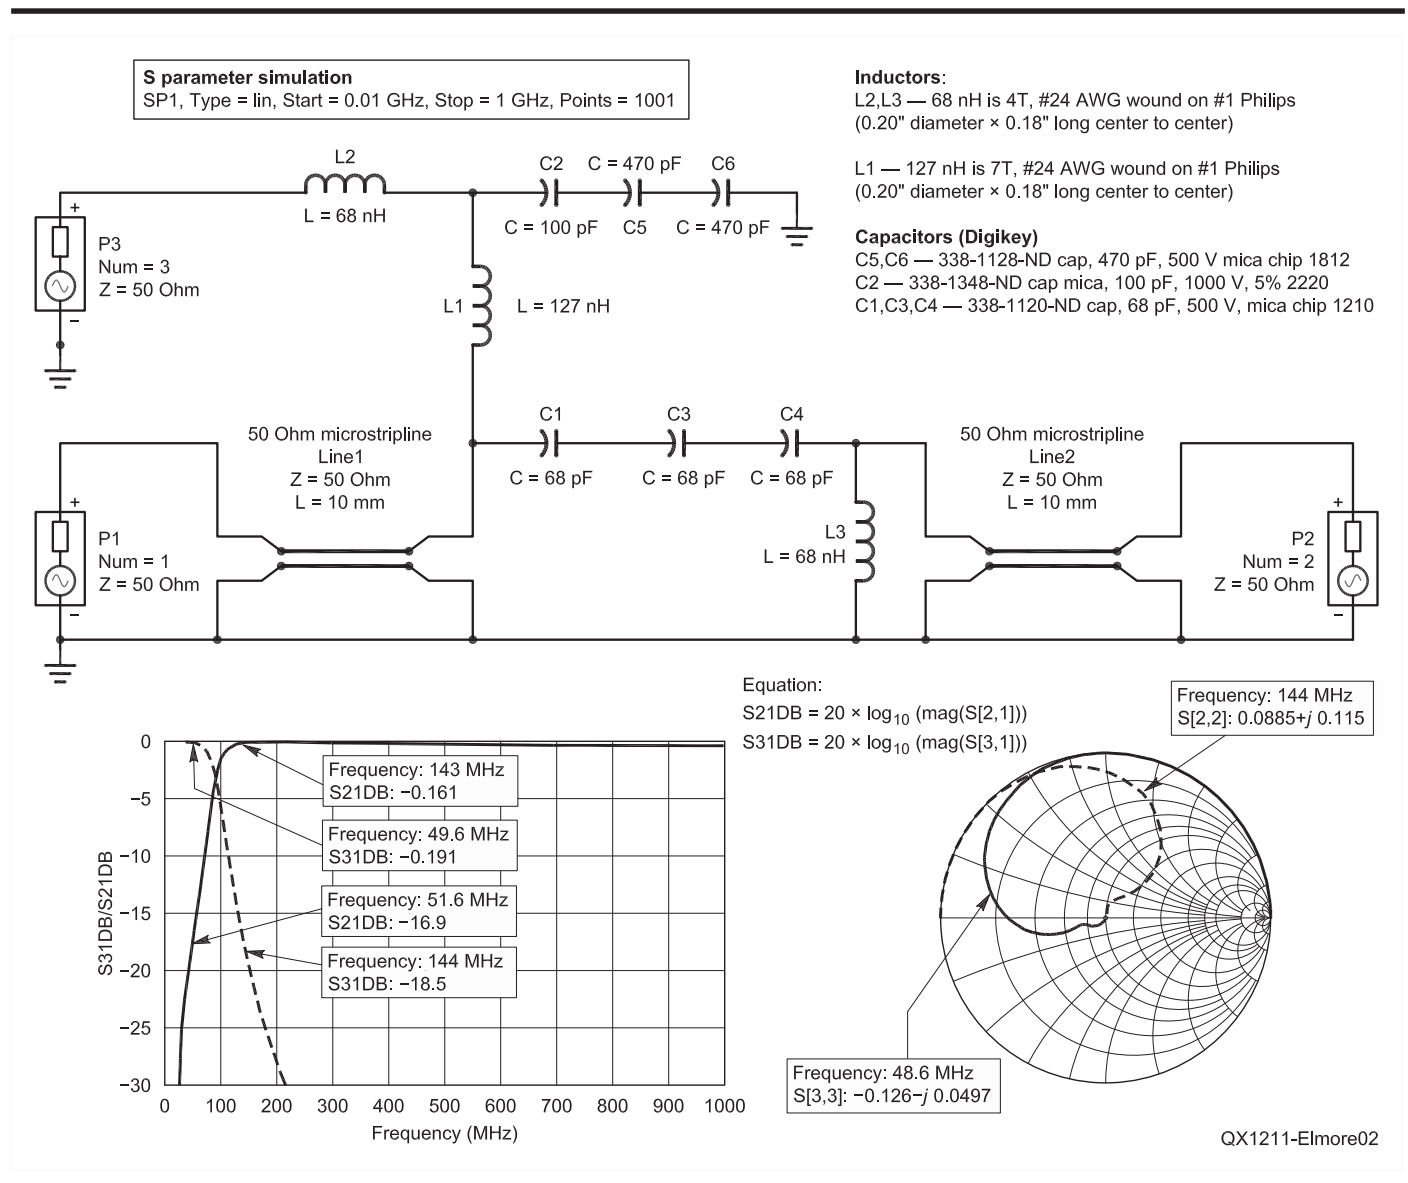 S parameter simulation
SP1, Type = lin, Start = 0.01 GHz, Stop = 1 GHz, Points = 1001
Inductors:
L2,L3 — 68 nH is 4T, #24 AWG wound on #1 Philips
(0.20" diameter × 0.18" long center to center)
L1 — 127 nH is 7T, #24 AWG wound on #1 Philips
(0.20" diameter × 0.18" long center to center)
Capacitors (Digikey)
C5,C6 — 338-1128-ND cap, 470 pF, 500 V mica chip 1812
C2 — 338-1348-ND cap mica, 100 pF, 1000 V, 5% 2220
C1,C3,C4 — 338-1120-ND cap, 68 pF, 500 V, mica chip 1210
L2
L = 68 nH
C2
C = 100 pF
C = 470 pF
C5
C6
C = 470 pF
+
P3
Num = 3
Z = 50 Ohm
–
L1
L = 127 nH
50 Ohm microstripline
Line1
Z = 50 Ohm
L = 10 mm
C1
C = 68 pF
C3
C = 68 pF
C4
C = 68 pF
50 Ohm microstripline
Line2
Z = 50 Ohm
L = 10 mm
+
P1
Num = 1
Z = 50 Ohm
–
L3
L = 68 nH
+
P2
Num = 2
Z = 50 Ohm
–
Equation:
S21DB = 20 × log10 (mag(S[2,1]))
S31DB = 20 × log10 (mag(S[3,1]))
Frequency: 144 MHz
S[2,2]: 0.0885+j 0.115
Frequency: 48.6 MHz
S[3,3]: −0.126−j 0.0497
S31DB/S21DB
0
−5
−10
−15
−20
−25
−30
Frequency: 143 MHz
S21DB: −0.161
Frequency: 49.6 MHz
S31DB: −0.191
Frequency: 51.6 MHz
S21DB: −16.9
Frequency: 144 MHz
S31DB: −18.5
0 100 200 300 400 500 600 700 800 900 1000
Frequency (MHz)
QX1211-Elmore02